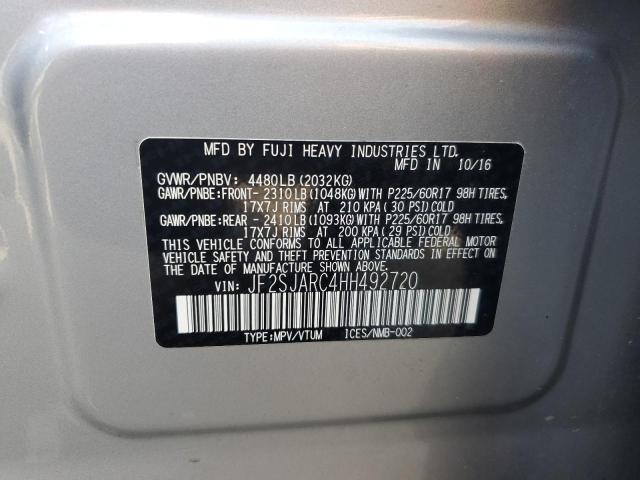 MFD BY FUJI HEAVY INDUSTRIES LTD.
MFD IN 10/16
GVWR/PNBV: 4480LB(2032KG)
GAWR/PNBE:FRONT- 2310LB(1048KG)WITH P225/60R17 98H TIRES,
17X7J RIMS AT 210 KPA(30 PSI)COLD
GAWR/PNBE:REAR - 2410LB(1093KG)WITH P225/60R17 98H TIRES,
17X7J RIMS AT 200 KPA(29 PSI)COLD
THIS VEHICLE CONFORMS TO ALL APPLICABLE FEDERAL MOTOR
VEHICLE SAFETY AND THEFT PREVENTION STANDARDS IN EFFECT ON
THE DATE OF MANUFACTURE SHOWN ABOVE.
VIN: JF2SJARC4HH492720
TYPE:MPV/VTUM ICES/NMB-002